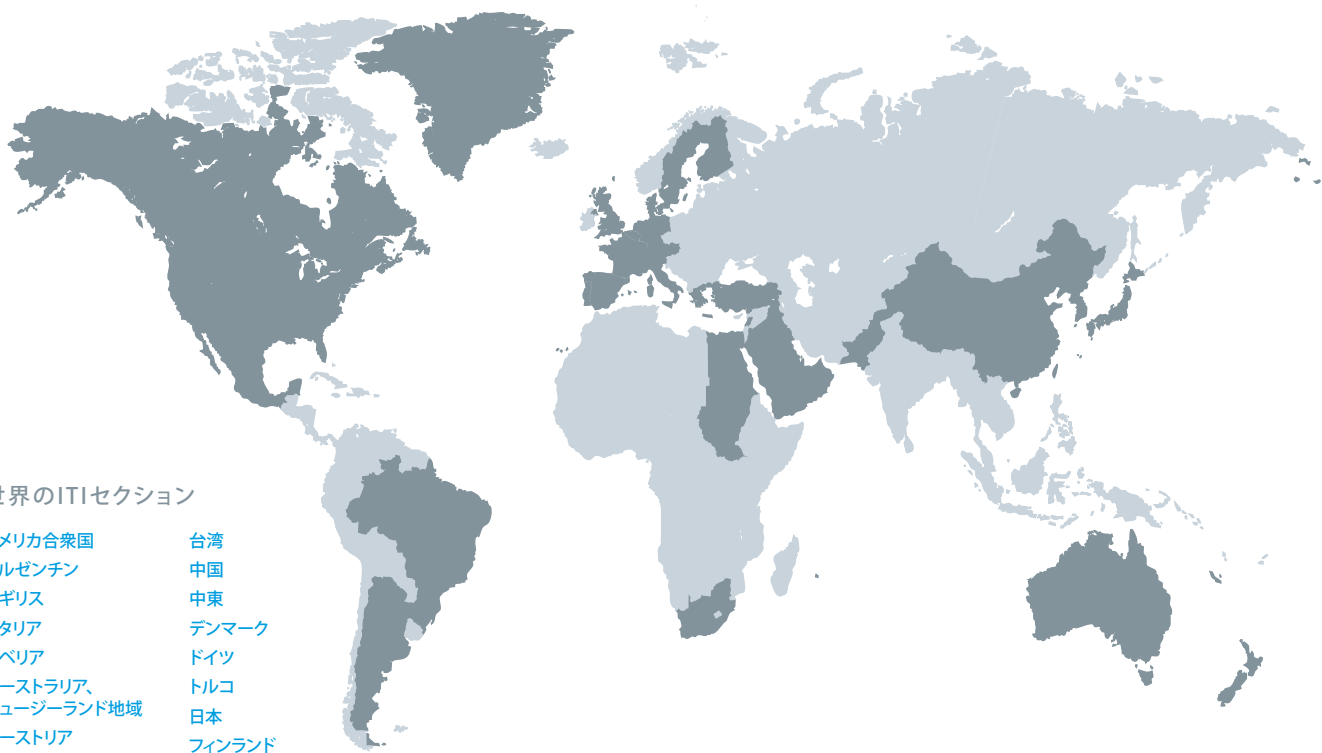 世界のITIセクション
メリカ合衆国
ルゼンチン
ギリス
タリア
ベリア
ーストラリア、
ュージーランド地域
ーストリア
台湾
中国
中東
デンマーク
ドイツ
トルコ
日本
フィンランド